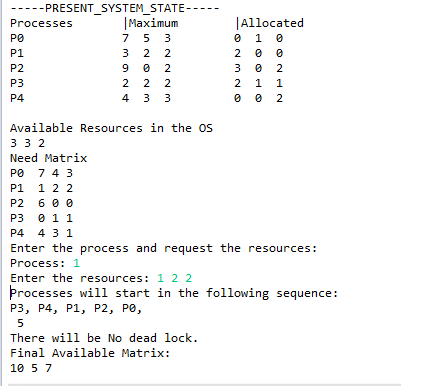 -----PRESENT_SYSTEM_STATE-----
Processes |Maximum |Allocated
P0 7 5 3 0 1 0
P1 3 2 2 2 0 0
P2 9 0 2 3 0 2
P3 2 2 2 2 1 1
P4 4 3 3 0 0 2
Available Resources in the OS
3 3 2
Need Matrix
P0 7 4 3
P1 1 2 2
P2 6 0 0
P3 0 1 1
P4 4 3 1
Enter the process and request the resources:
Process: 1
Enter the resources: 1 2 2
Processes will start in the following sequence:
P3, P4, P1, P2, P0,
5
There will be No dead lock.
Final Available Matrix:
10 5 7